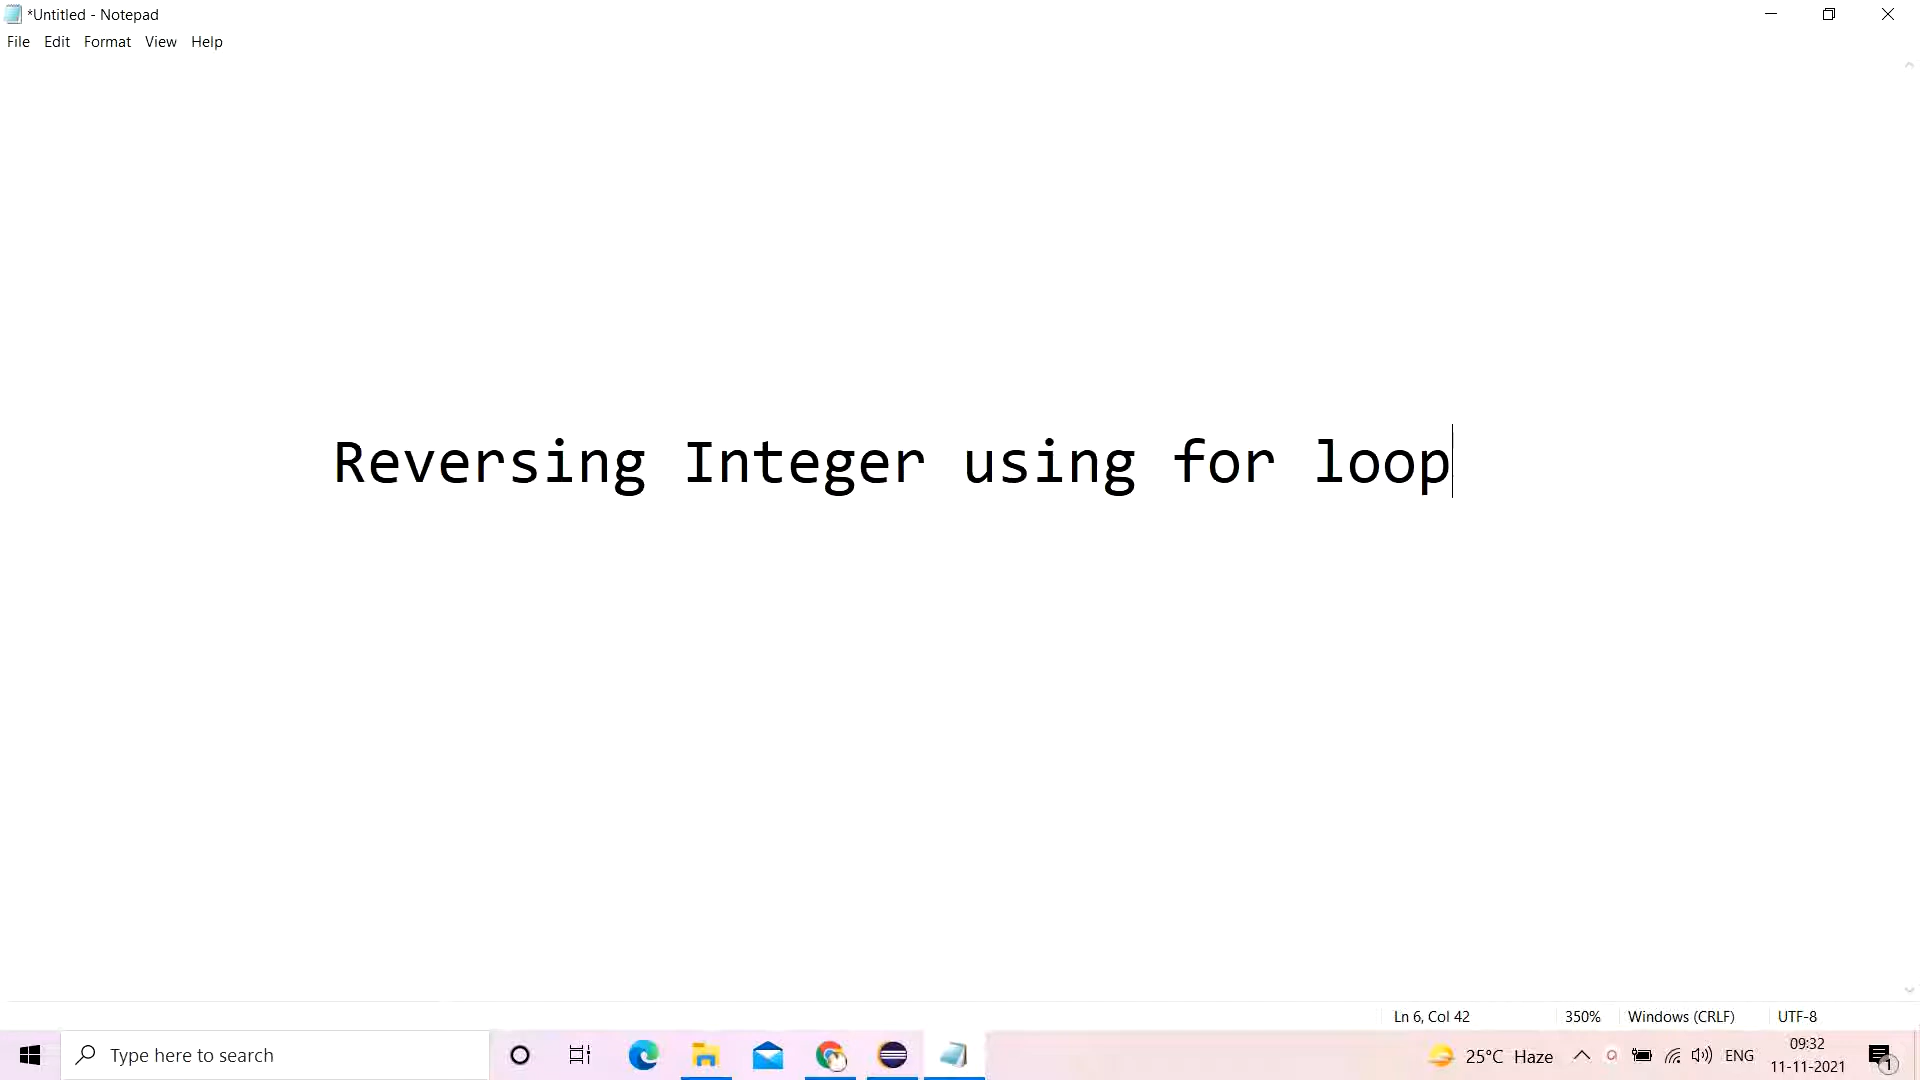 *Untitled - Notepad
File Edit Format View Help
Reversing Integer using for loop
Ln 6, Col 42 350% Windows (CRLF) UTF-8
Type here to search 25°C Haze ENG 09:32
11-11-2021 1